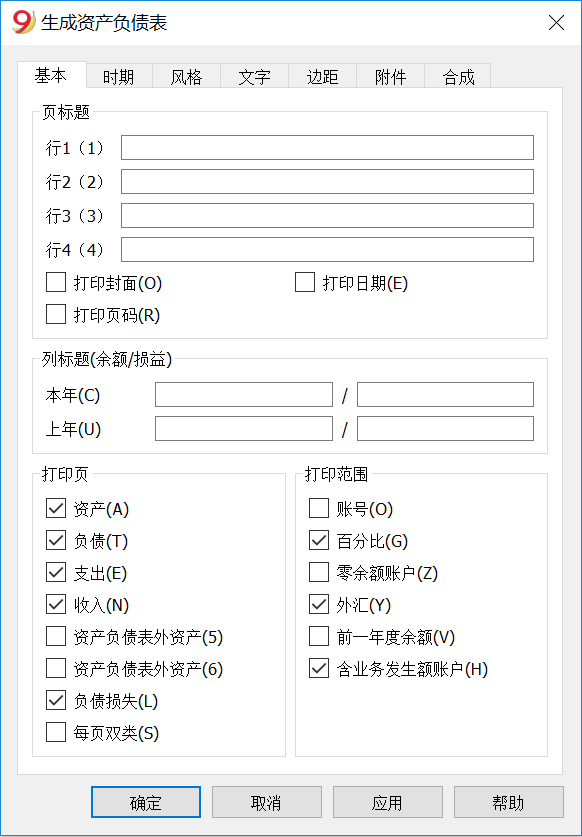 9 生成资产负债表
基本 时期 风格 文字 边距 附件 合成
页标题
行1（1）
行2（2）
行3（3）
行4（4）
打印封面(O) 打印日期(E)
打印页码(R)
列标题(余额/损益)
本年(C) /
上年(U) /
打印页 打印范围
资产(A) 账号(O)
负债(T) 百分比(G)
支出(E) 零余额账户(Z)
收入(N) 外汇(Y)
资产负债表外资产(5) 前一年度余额(V)
资产负债表外资产(6) 含业务发生额账户(H)
负债损失(L)
每页双类(S)
确定 取消 应用 帮助